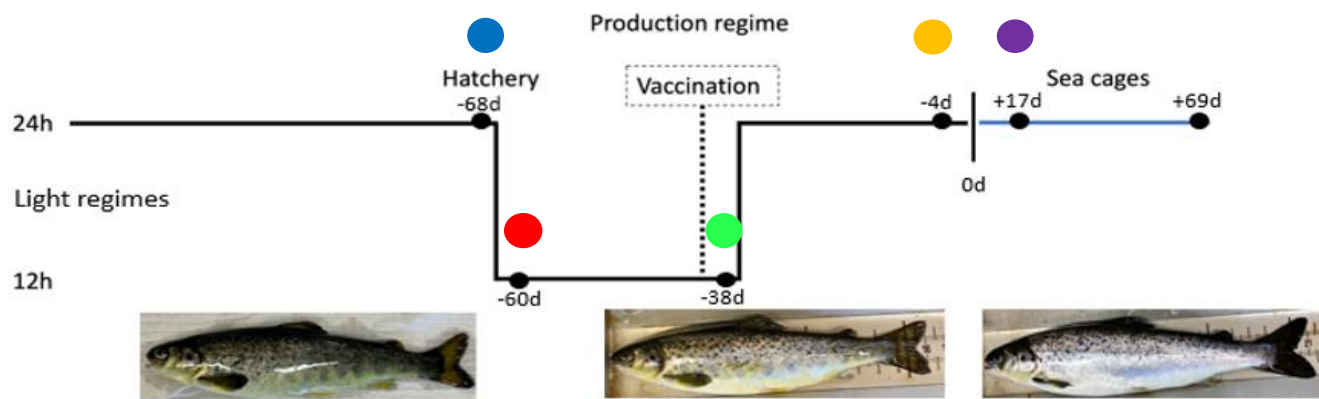 Production regime
Hatchery
Vaccination
Sea cages
-68d
-4d
+17d
+69d
24h
0d
Light regimes
12h
-60d
-38d